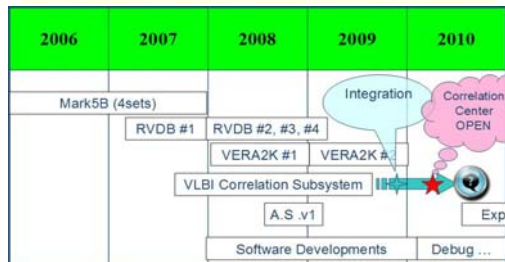 2006 2007 2008 2009 2010
Integration
Correlation
Center
OPEN
Mark5B (4sets)
RVDB #1 RVDB #2, #3, #4
VERA2K #1 VERA2K #2
VLBI Correlation Subsystem
?
A.S .v1 Exp
Software Developments Debug ...